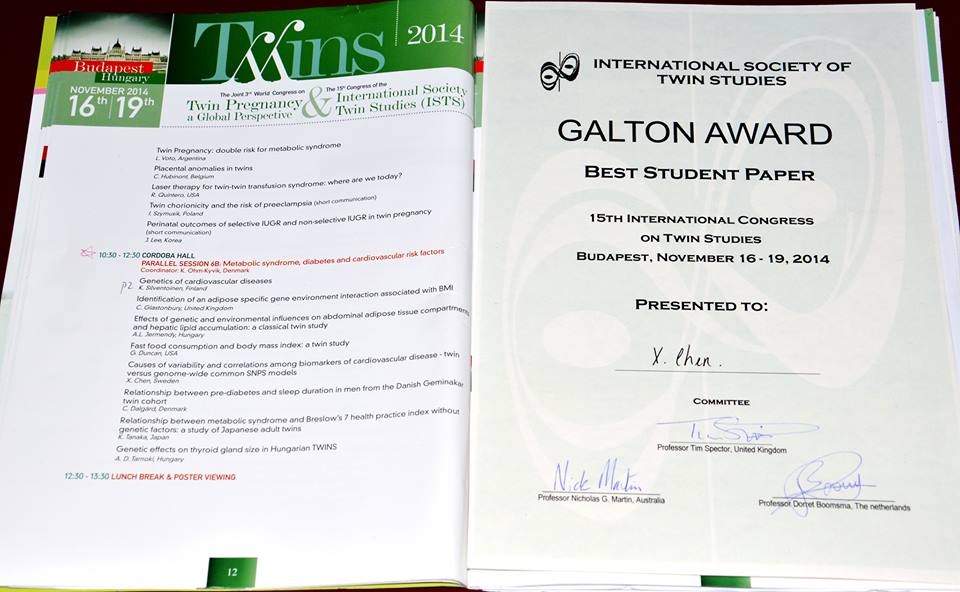 Budapest
Hungary
NOVEMBER 2014
16th 19th
Twins 2014
The Joint 3rd World Congress on
Twin Pregnancy
a Global Perspective
&
The 15th Congress of the
International Society
Twin Studies (ISTS)
Twin Pregnancy: double risk for metabolic syndrome
L. Voto, Argentina
Placental anomalies in twins
C. Hubinont, Belgium
Laser therapy for twin-twin transfusion syndrome: where are we today?
R. Quintero, USA
Twin chorionicity and the risk of preeclampsia (short communication)
I. Szymusik, Poland
Perinatal outcomes of selective IUGR and non-selective IUGR in twin pregnancy
(short communication)
J Lee, Korea
10:30 - 12:30 CORDOBA HALL
PARALLEL SESSION 6B: Metabolic syndrome, diabetes and cardiovascular risk factors
Coordinator: K. Ohm-Kyvik, Denmark
P2 Genetics of cardiovascular diseases
K. Silventoinen, Finland
Identification of an adipose specific gene environment interaction associated with BMI
C. Glastonbury, United Kingdom
Effects of genetic and environmental influences on abdominal adipose tissue compartments
and hepatic lipid accumulation: a classical twin study
A.L. Jermendy, Hungary
Fast food consumption and body mass index: a twin study
G. Duncan, USA
Causes of variability and correlations among biomarkers of cardiovascular disease - twin
versus genome-wide common SNPS models
X. Chen, Sweden
Relationship between pre-diabetes and sleep duration in men from the Danish Geminakar
twin cohort
C. Dalgård, Denmark
Relationship between metabolic syndrome and Breslow's 7 health practice index without
genetic factors: a study of Japanese adult twins
K. Tanaka, Japan
Genetic effects on thyroid gland size in Hungarian TWINS
A. D. Tarnoki, Hungary
12:30 - 13:30 LUNCH BREAK & POSTER VIEWING
12
INTERNATIONAL SOCIETY OF
TWIN STUDIES
GALTON AWARD
BEST STUDENT PAPER
15TH INTERNATIONAL CONGRESS
ON TWIN STUDIES
BUDAPEST, NOVEMBER 16 - 19, 2014
PRESENTED TO:
X. Chen.
COMMITTEE
Professor Tim Spector, United Kingdom
Nick Martin
Professor Nicholas G. Martin, Australia
Professor Dorret Boomsma, The netherlands